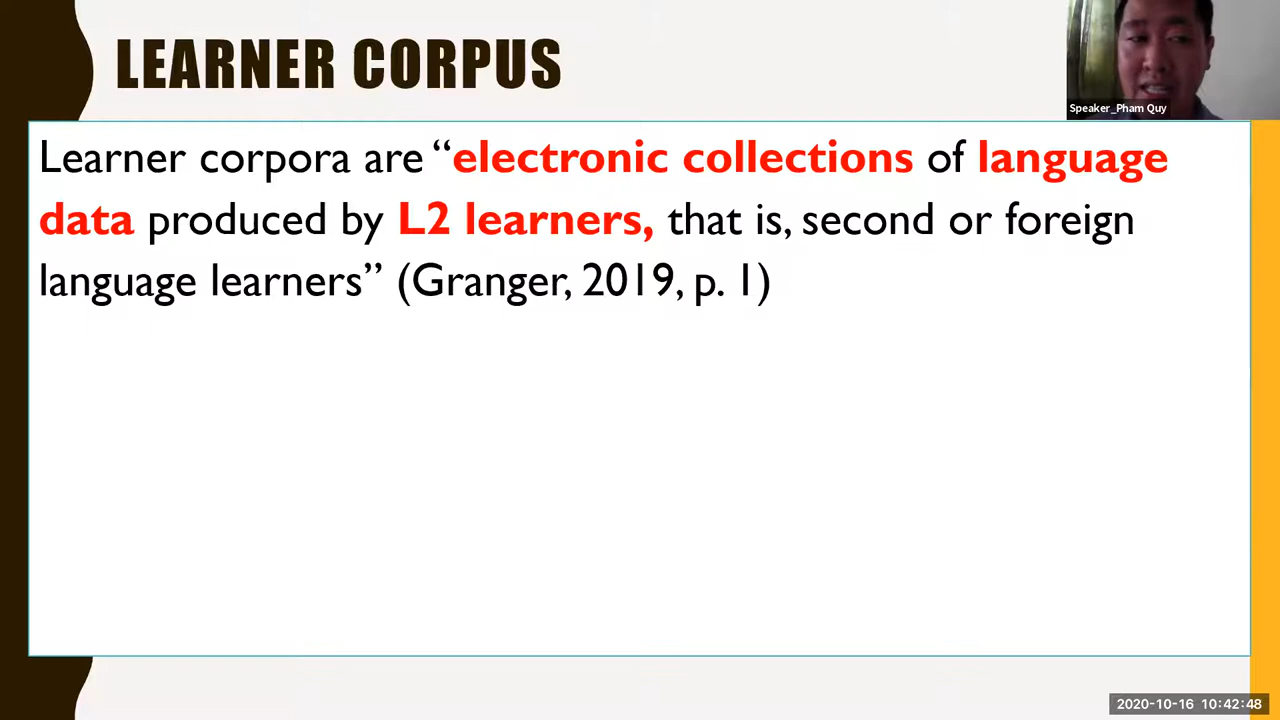 LEARNER CORPUS
Speaker_Pham Quy
Learner corpora are “electronic collections of language
data produced by L2 learners, that is, second or foreign
language learners” (Granger, 2019, p. 1)
2020-10-16 10:42:48